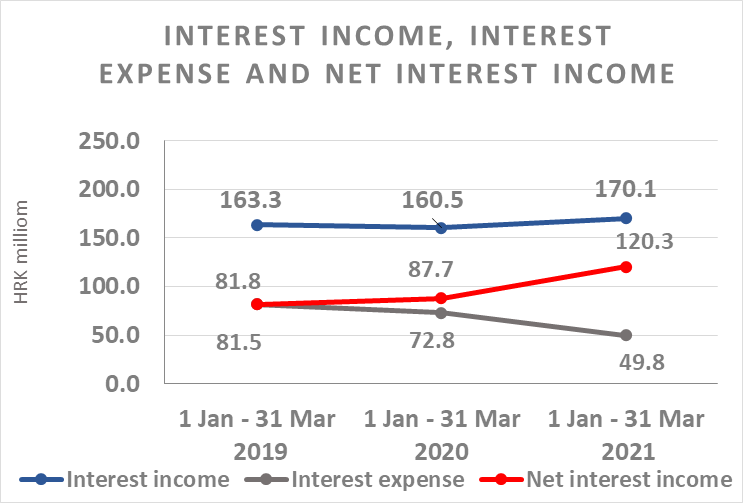 INTEREST INCOME, INTEREST
EXPENSE AND NET INTEREST INCOME
HRK milliom
250.0
200.0
150.0
100.0
50.0
0.0
163.3
160.5
170.1
81.8
87.7
120.3
81.5
72.8
49.8
1 Jan - 31 Mar
2019
1 Jan - 31 Mar
2020
1 Jan - 31 Mar
2021
Interest income
Interest expense
Net interest income